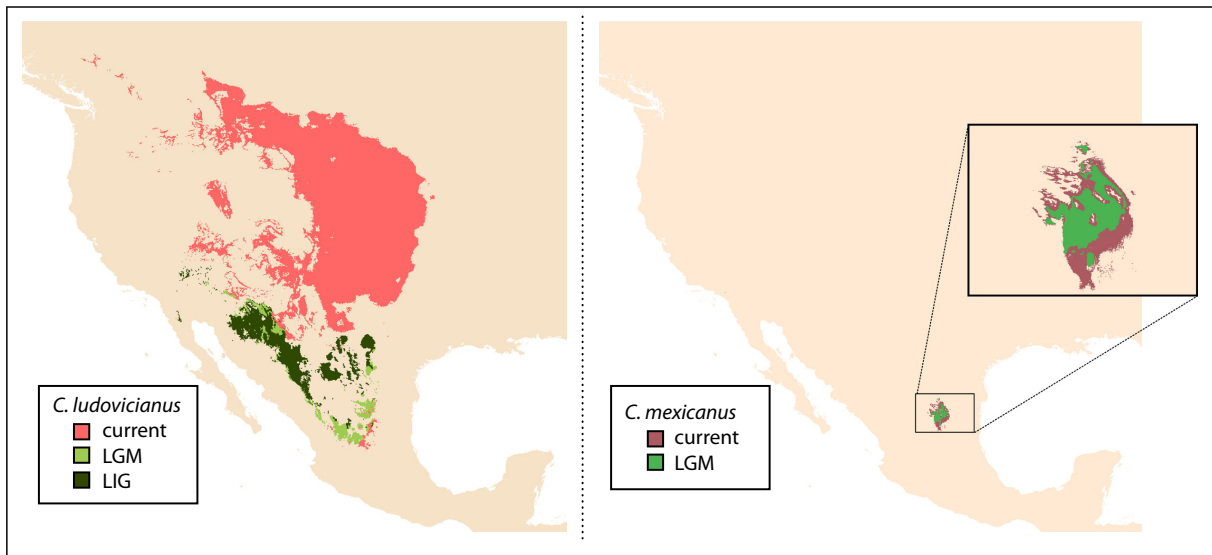 C. ludovicianus
current
LGM
LIG
C. mexicanus
current
LGM